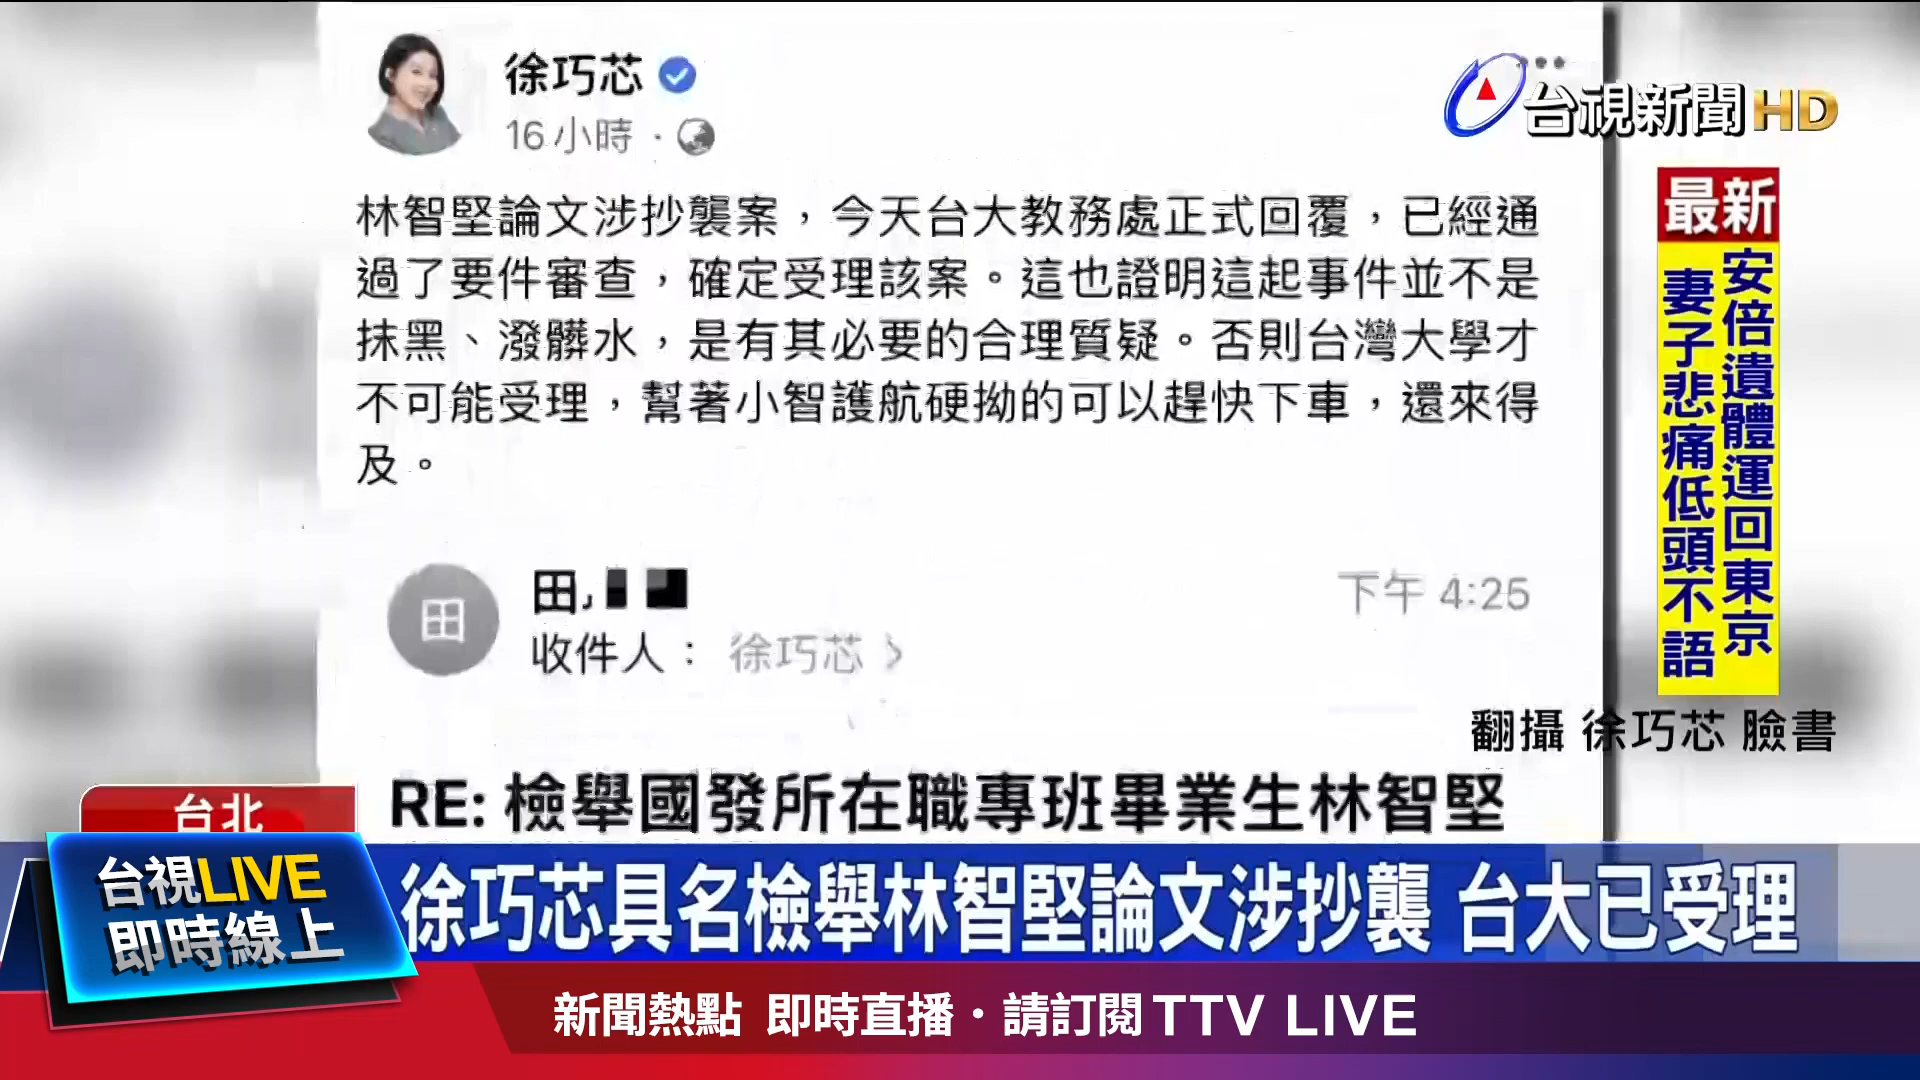 徐巧芯
16小時
林智堅論文涉抄襲案，今天台大教務處正式回覆，已經通
過了要件審查，確定受理該案。這也證明這起事件並不是
抹黑、潑髒水，是有其必要的合理質疑。否則台灣大學才
不可能受理，幫著小智護航硬拗的可以趕快下車，還來得
及。
田
田
下午 4:25
收件人： 徐巧芯
RE: 檢舉國發所在職專班畢業生林智堅
台視新聞HD
最新
安倍遺體運回東京
妻子悲痛低頭不語
翻攝 徐巧芯 臉書
台北
台視LIVE
即時線上
徐巧芯具名檢舉林智堅論文涉抄襲 台大已受理
新聞熱點 即時直播・請訂閱TTV LIVE